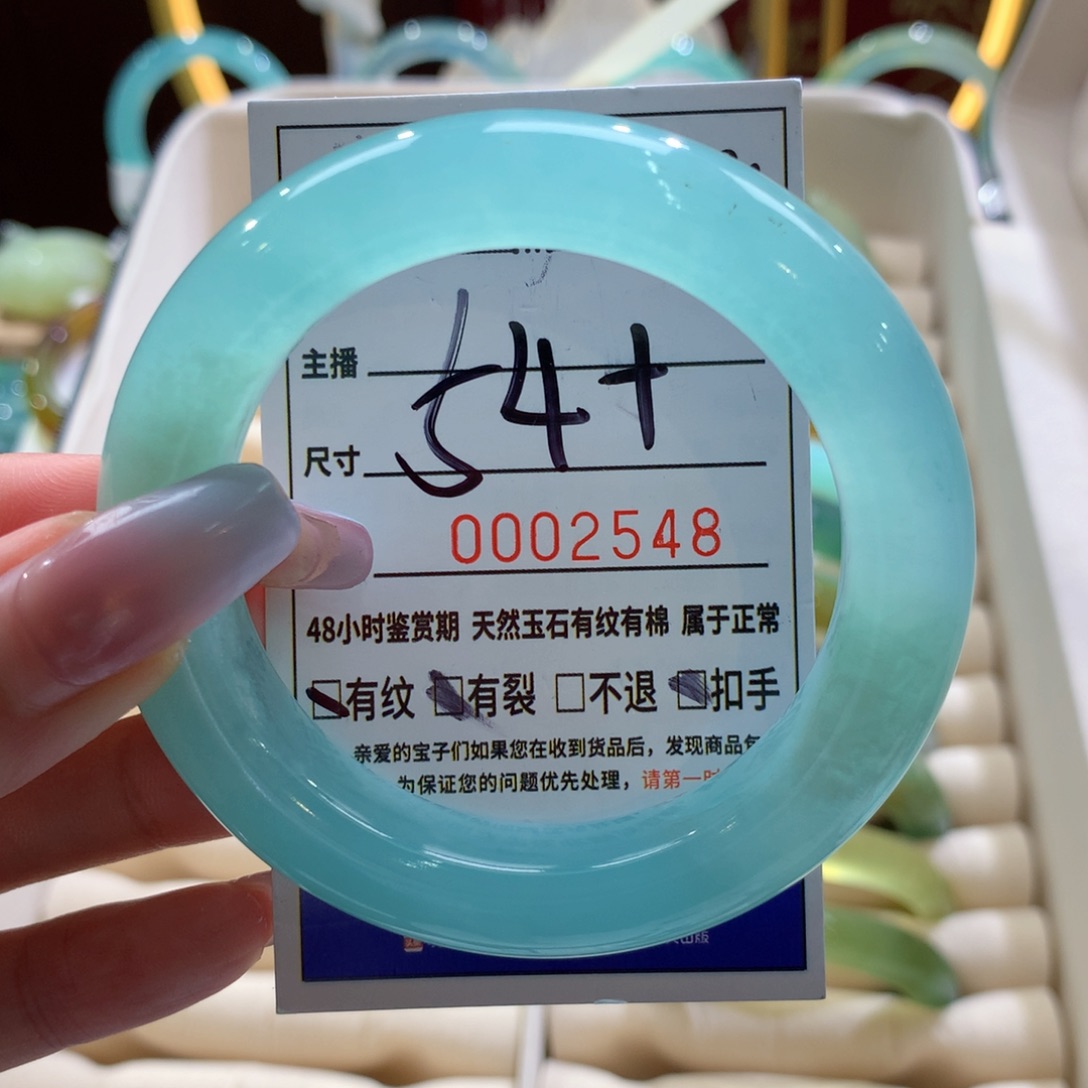 主播
54+
尺寸
0002548
48小时鉴赏期 天然玉石有纹有棉 属于正常
有纹 有裂 不退 扣手
亲爱的宝子们如果您在收到货品后，发现商品
为保证您的问题优先处理，请第一时